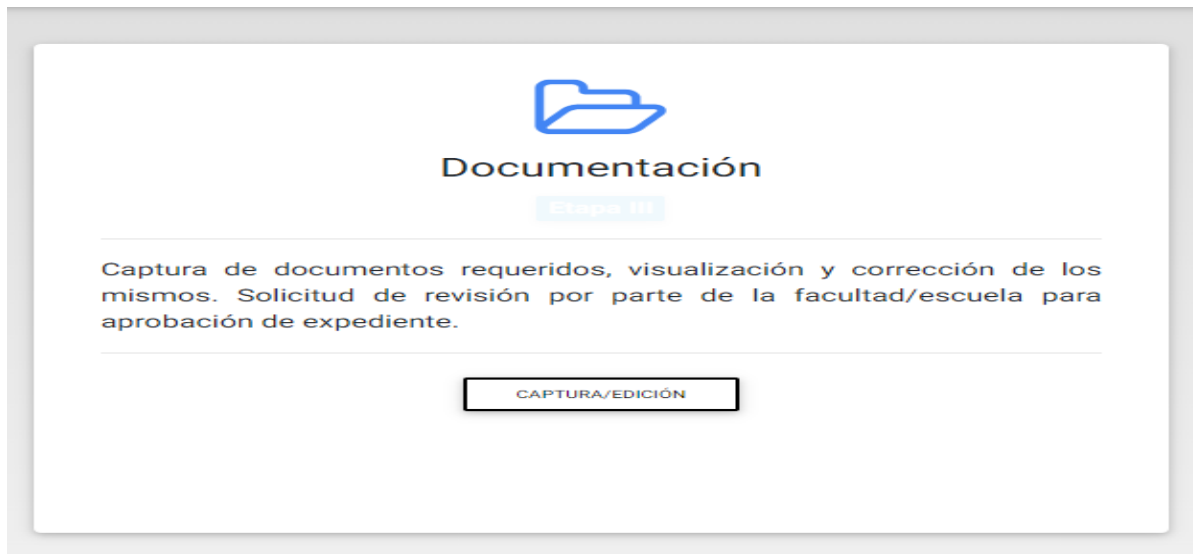 Documentación
Etapa III
Captura de documentos requeridos, visualización y corrección de los
mismos. Solicitud de revisión por parte de la facultad/escuela para
aprobación de expediente.
CAPTURA/EDICIÓN